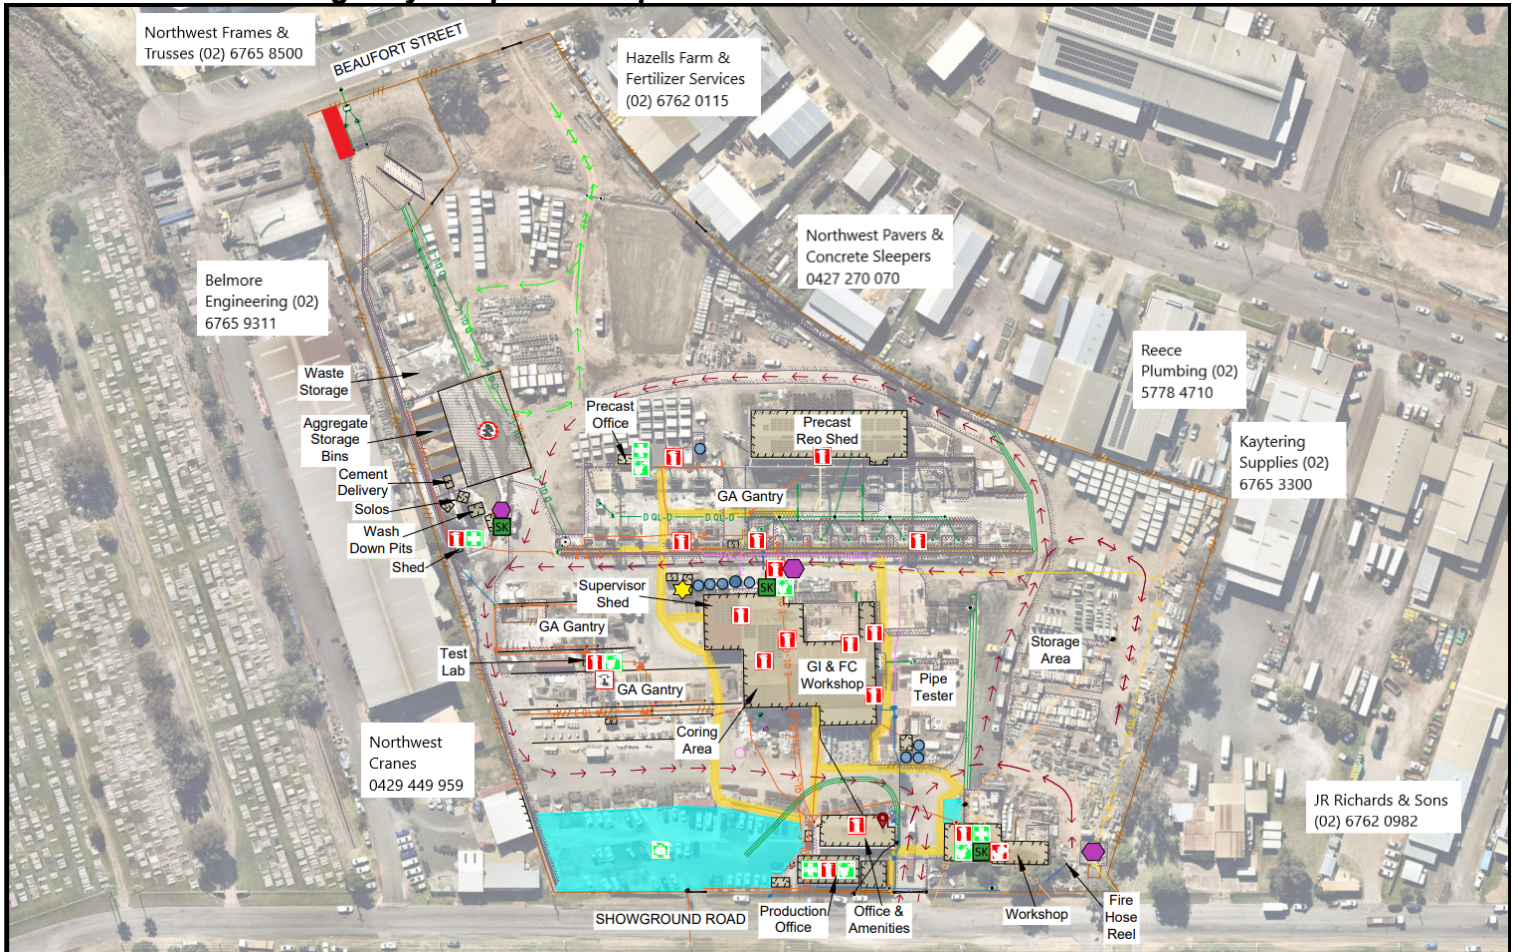 Northwest Frames &
Trusses (02) 6765 8500
BEAUFORT STREET
Hazells Farm &
Fertilizer Services
(02) 6762 0115
Northwest Pavers &
Concrete Sleepers
0427 270 070
Belmore
Engineering (02)
6765 9311
Reece
Plumbing (02)
5778 4710
Kaytering
Supplies (02)
6765 3300
Waste
Storage
Aggregate
Storage
Bins
Cement
Delivery
Solos
Wash
Down Pits
Shed
SK
Precast
Office
Precast
Reo Shed
GA Gantry
Supervisor
Shed
SK
GA Gantry
Test
Lab
GA Gantry
GI & FC
Workshop
Pipe
Tester
Storage
Area
Coring
Area
Northwest
Cranes
0429 449 959
JR Richards & Sons
(02) 6762 0982
SK
SHOWGROUND ROAD
Production
Office
Office &
Amenities
Workshop
Fire
Hose
Reel